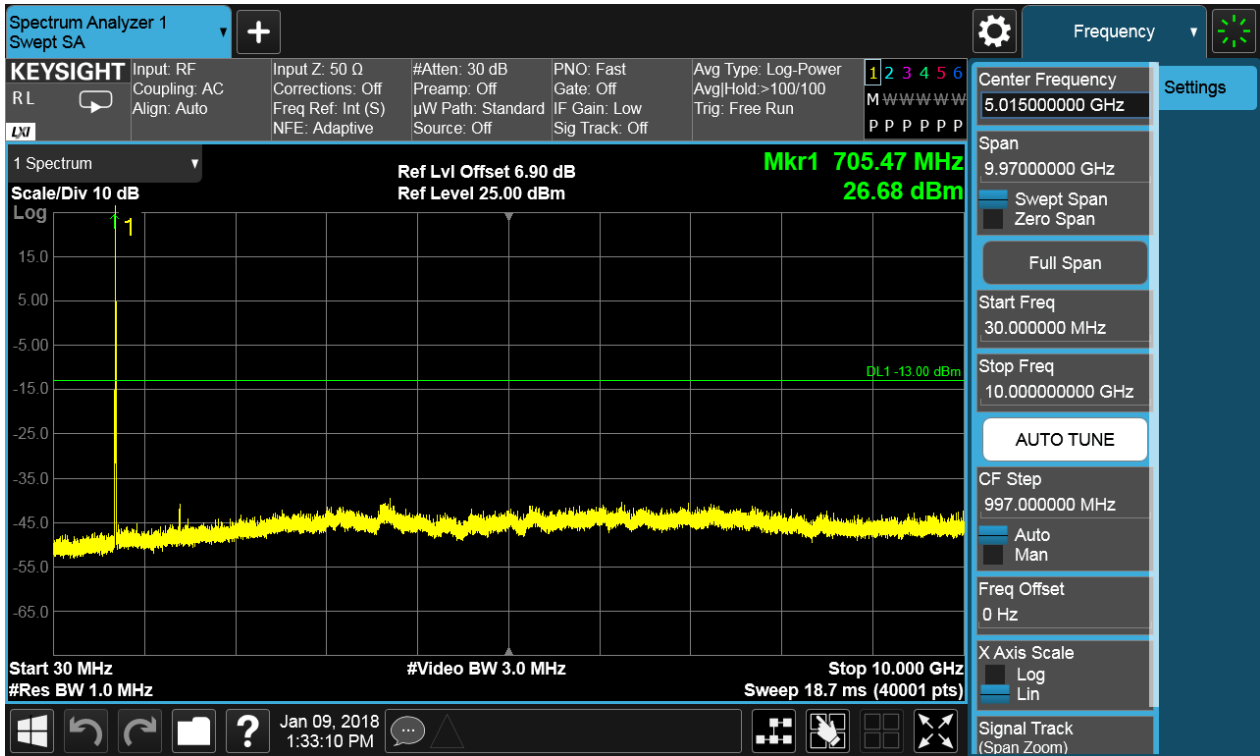 Spectrum Analyzer 1
Swept SA
+
Frequency
KEYSIGHT
R L
LXI
Input: RF
Coupling: AC
Align: Auto
Input Z: 50 Ω
Corrections: Off
Freq Ref: Int (S)
NFE: Adaptive
#Atten: 30 dB
Preamp: Off
µW Path: Standard
Source: Off
PNO: Fast
Gate: Off
IF Gain: Low
Sig Track: Off
Avg Type: Log-Power
Avg|Hold:>100/100
Trig: Free Run
1 2 3 4 5 6
M W W W W W
P P P P P P
1 Spectrum
Scale/Div 10 dB
Log
Ref Lvl Offset 6.90 dB
Ref Level 25.00 dBm
Mkr1 705.47 MHz
26.68 dBm
1
15.0
5.00
-5.00
-15.0
-25.0
-35.0
-45.0
-55.0
-65.0
DL1 -13.00 dBm
Start 30 MHz
#Res BW 1.0 MHz
#Video BW 3.0 MHz
Stop 10.000 GHz
Sweep 18.7 ms (40001 pts)
Center Frequency
5.015000000 GHz
Span
9.97000000 GHz
Swept Span
Zero Span
Full Span
Start Freq
30.000000 MHz
Stop Freq
10.000000000 GHz
AUTO TUNE
CF Step
997.000000 MHz
Auto
Man
Freq Offset
0 Hz
X Axis Scale
Log
Lin
Signal Track
(Span Zoom)
Settings
?
Jan 09, 2018
1:33:10 PM